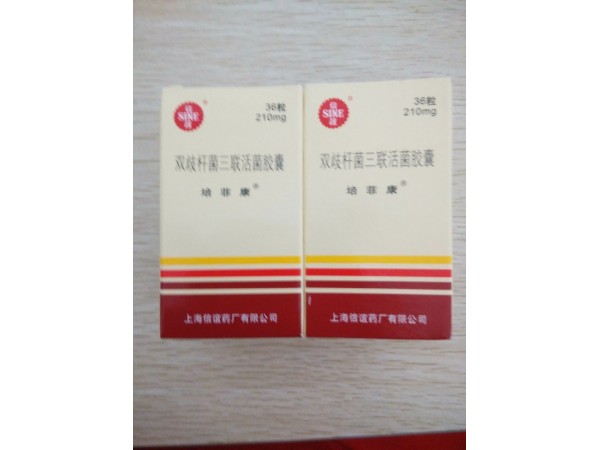 信
SINE
谊
®
36粒
210mg
双歧杆菌三联活菌胶囊
培菲康®
上海信谊药厂有限公司
信
SINE
谊
®
36粒
210mg
双歧杆菌三联活菌胶囊
培菲康®
上海信谊药厂有限公司